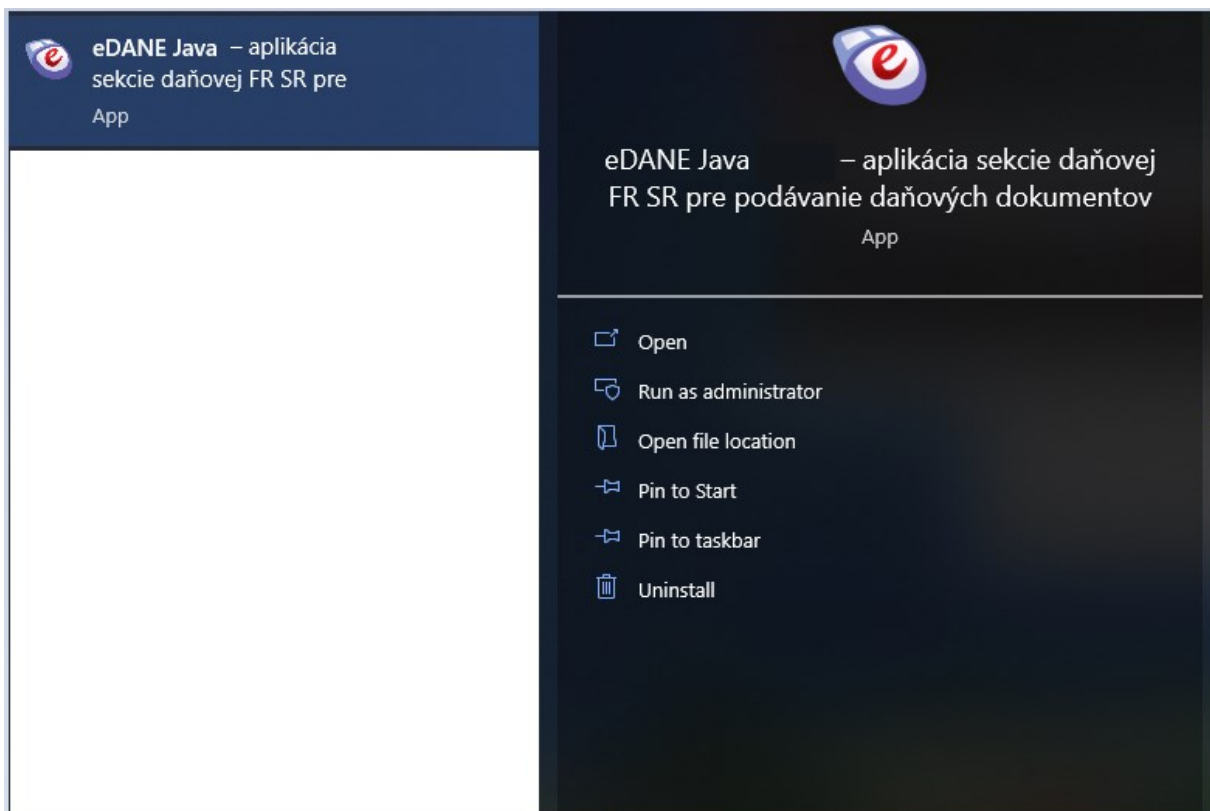 eDANE Java – aplikácia
sekcie daňovej FR SR pre
App
eDANE Java – aplikácia sekcie daňovej
FR SR pre podávanie daňových dokumentov
App
Open
Run as administrator
Open file location
Pin to Start
Pin to taskbar
Uninstall